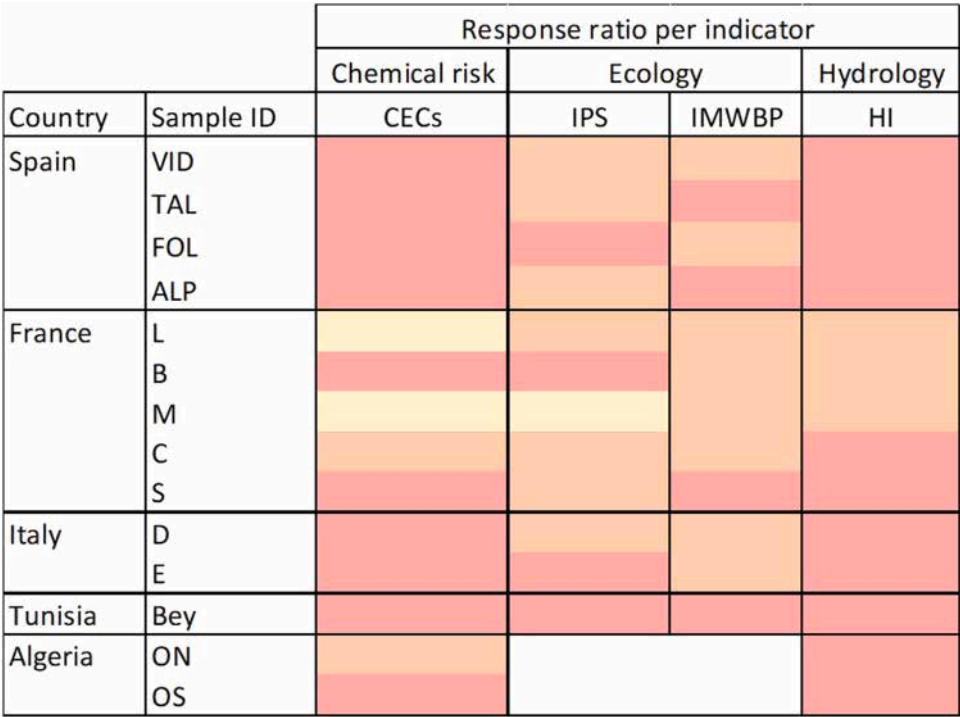 Response ratio per indicator
Chemical risk Ecology Hydrology
Country Sample ID CECs IPS IMWBP HI
Spain VID
TAL
FOL
ALP
France L
B
M
C
S
Italy D
E
Tunisia Bey
Algeria ON
OS